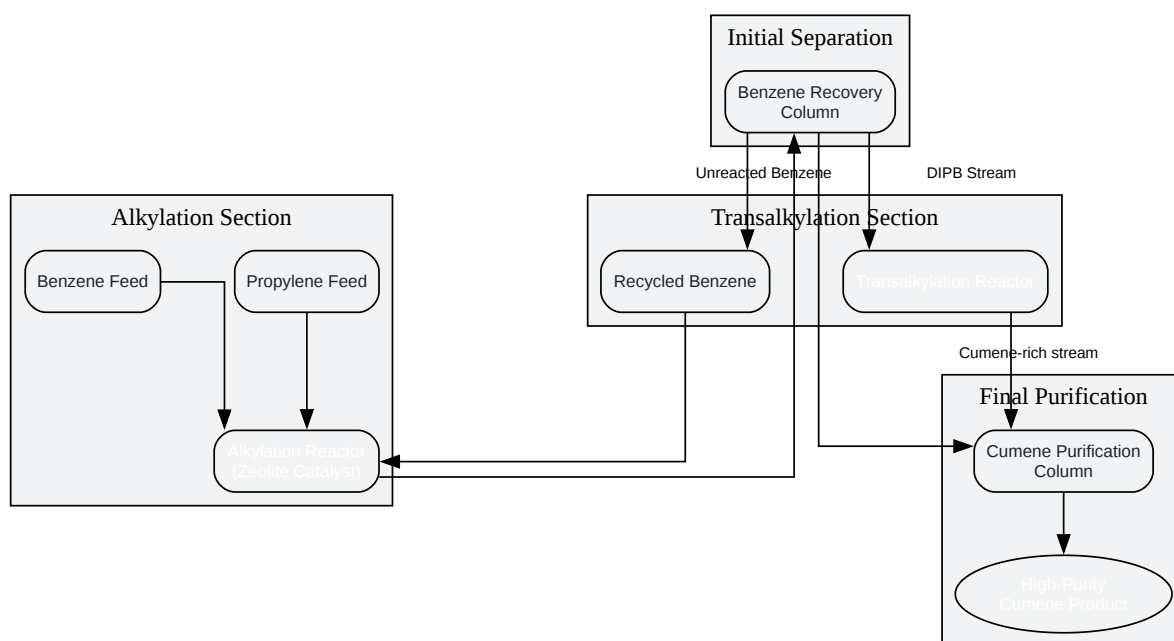 Initial Separation
Benzene Recovery
Column
Unreacted Benzene
DIPB Stream
Alkylation Section
Benzene Feed
Propylene Feed
Alkylation Reactor
(Zeolite Catalyst)
Transalkylation Section
Recycled Benzene
Transalkylation Reactor
Cumene-rich stream
Final Purification
Cumene Purification
Column
High-Purity
Cumene Product